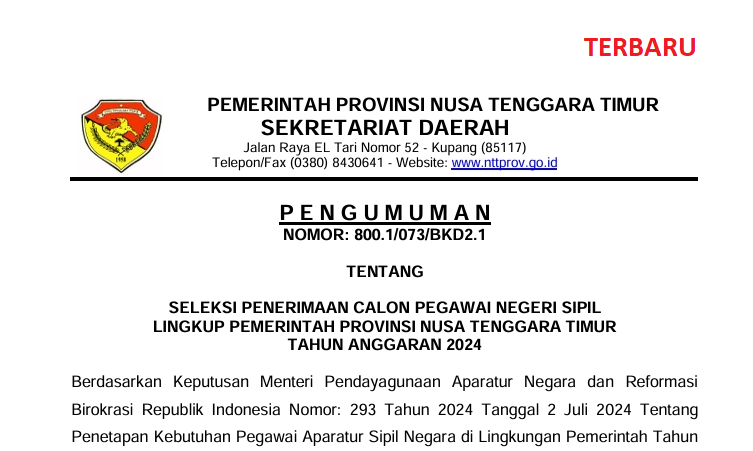 TERBARU
PEMERINTAH PROVINSI NUSA TENGGARA TIMUR
SEKRETARIAT DAERAH
Jalan Raya EL Tari Nomor 52 - Kupang (85117)
Telepon/Fax (0380) 8430641 - Website: www.nttprov.go.id
1958
P E N G U M U M A N
NOMOR: 800.1/073/BKD2.1
TENTANG
SELEKSI PENERIMAAN CALON PEGAWAI NEGERI SIPIL
LINGKUP PEMERINTAH PROVINSI NUSA TENGGARA TIMUR
TAHUN ANGGARAN 2024
Berdasarkan Keputusan Menteri Pendayagunaan Aparatur Negara dan Reformasi
Birokrasi Republik Indonesia Nomor: 293 Tahun 2024 Tanggal 2 Juli 2024 Tentang
Penetapan Kebutuhan Pegawai Aparatur Sipil Negara di Lingkungan Pemerintah Tahun